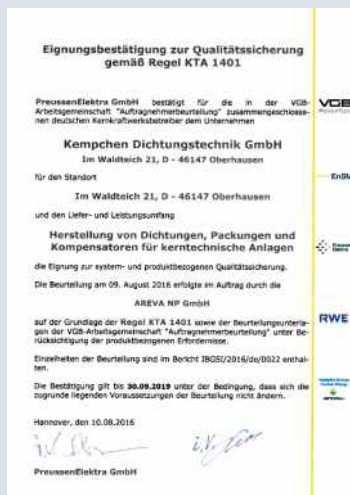 Eignungsbestätigung zur Qualitätssicherung
gemäß Regel KTA 1401
PreussenElektra GmbH bestätigt für die in der VGB-
Arbeitsgemeinschaft "Auftragnehmerbeurteilung" zusammengeschlosse-
nen deutschen Kernkraftwerksbetreiber dem Unternehmen
Kempchen Dichtungstechnik GmbH
Im Waldteich 21, D - 46147 Oberhausen
für den Standort
Im Waldteich 21, D - 46147 Oberhausen
und den Liefer- und Leistungsumfang
Herstellung von Dichtungen, Packungen und
Kompensatoren für kerntechnische Anlagen
die Eignung zur system- und produktbezogenen Qualitätssicherung.
Die Beurteilung am 09. August 2016 erfolgte im Auftrag durch die
AREVA NP GmbH
auf der Grundlage der Regel KTA 1401 sowie der Beurteilungsunterla-
gen der VGB-Arbeitsgemeinschaft "Auftragnehmerbeurteilung" unter Be-
rücksichtigung der produktbezogenen Erfordernisse.
Einzelheiten der Beurteilung sind im Bericht IBGSI/2016/de/0022 enthal-
ten.
Die Bestätigung gilt bis 30.09.2019 unter der Bedingung, dass sich die
zugrunde liegenden Voraussetzungen der Beurteilung nicht ändern.
Hannover, den 10.08.2016
i.V.
PreussenElektra GmbH
VGB
EnBW
RWE